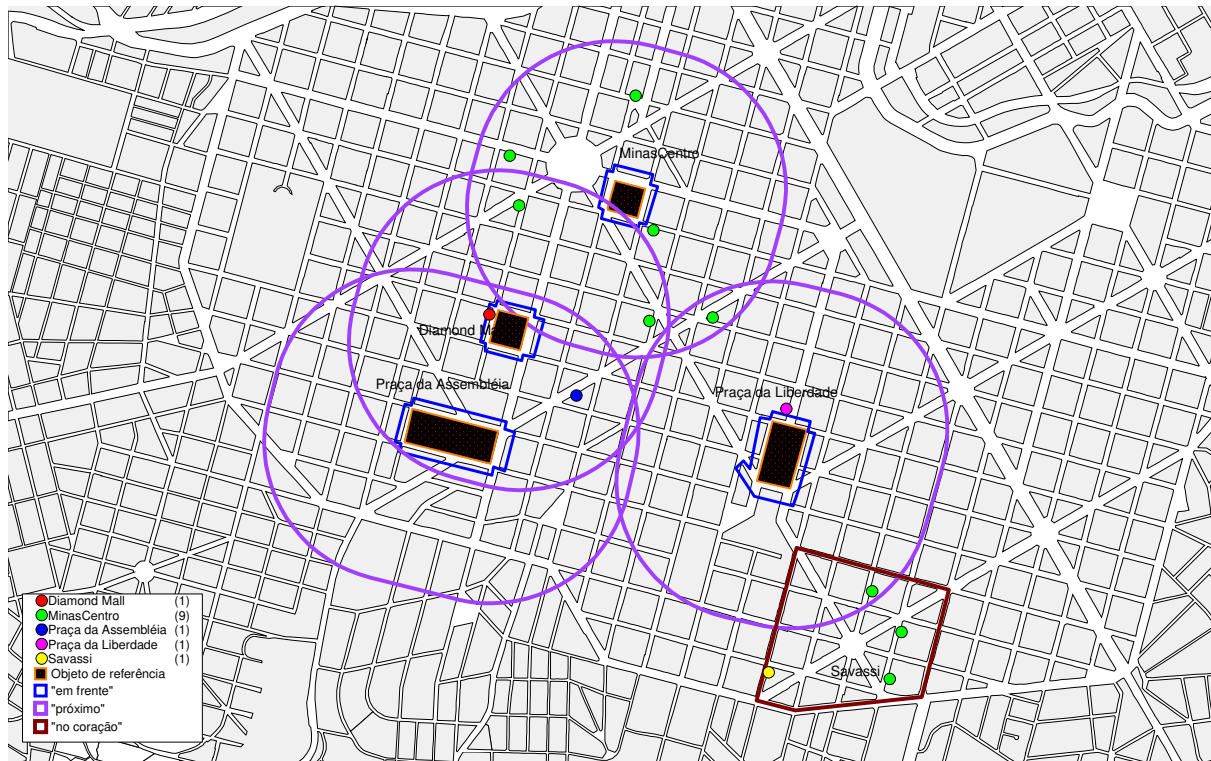 MinasCentro
Diamond M
Praça da Assembléia
Praça da Liberdade
Savassi
Diamond Mall (1)
MinasCentro (9)
Praça da Assembléia (1)
Praça da Liberdade (1)
Savassi (1)
Objeto de referência
"em frente"
"próximo"
"no coração"